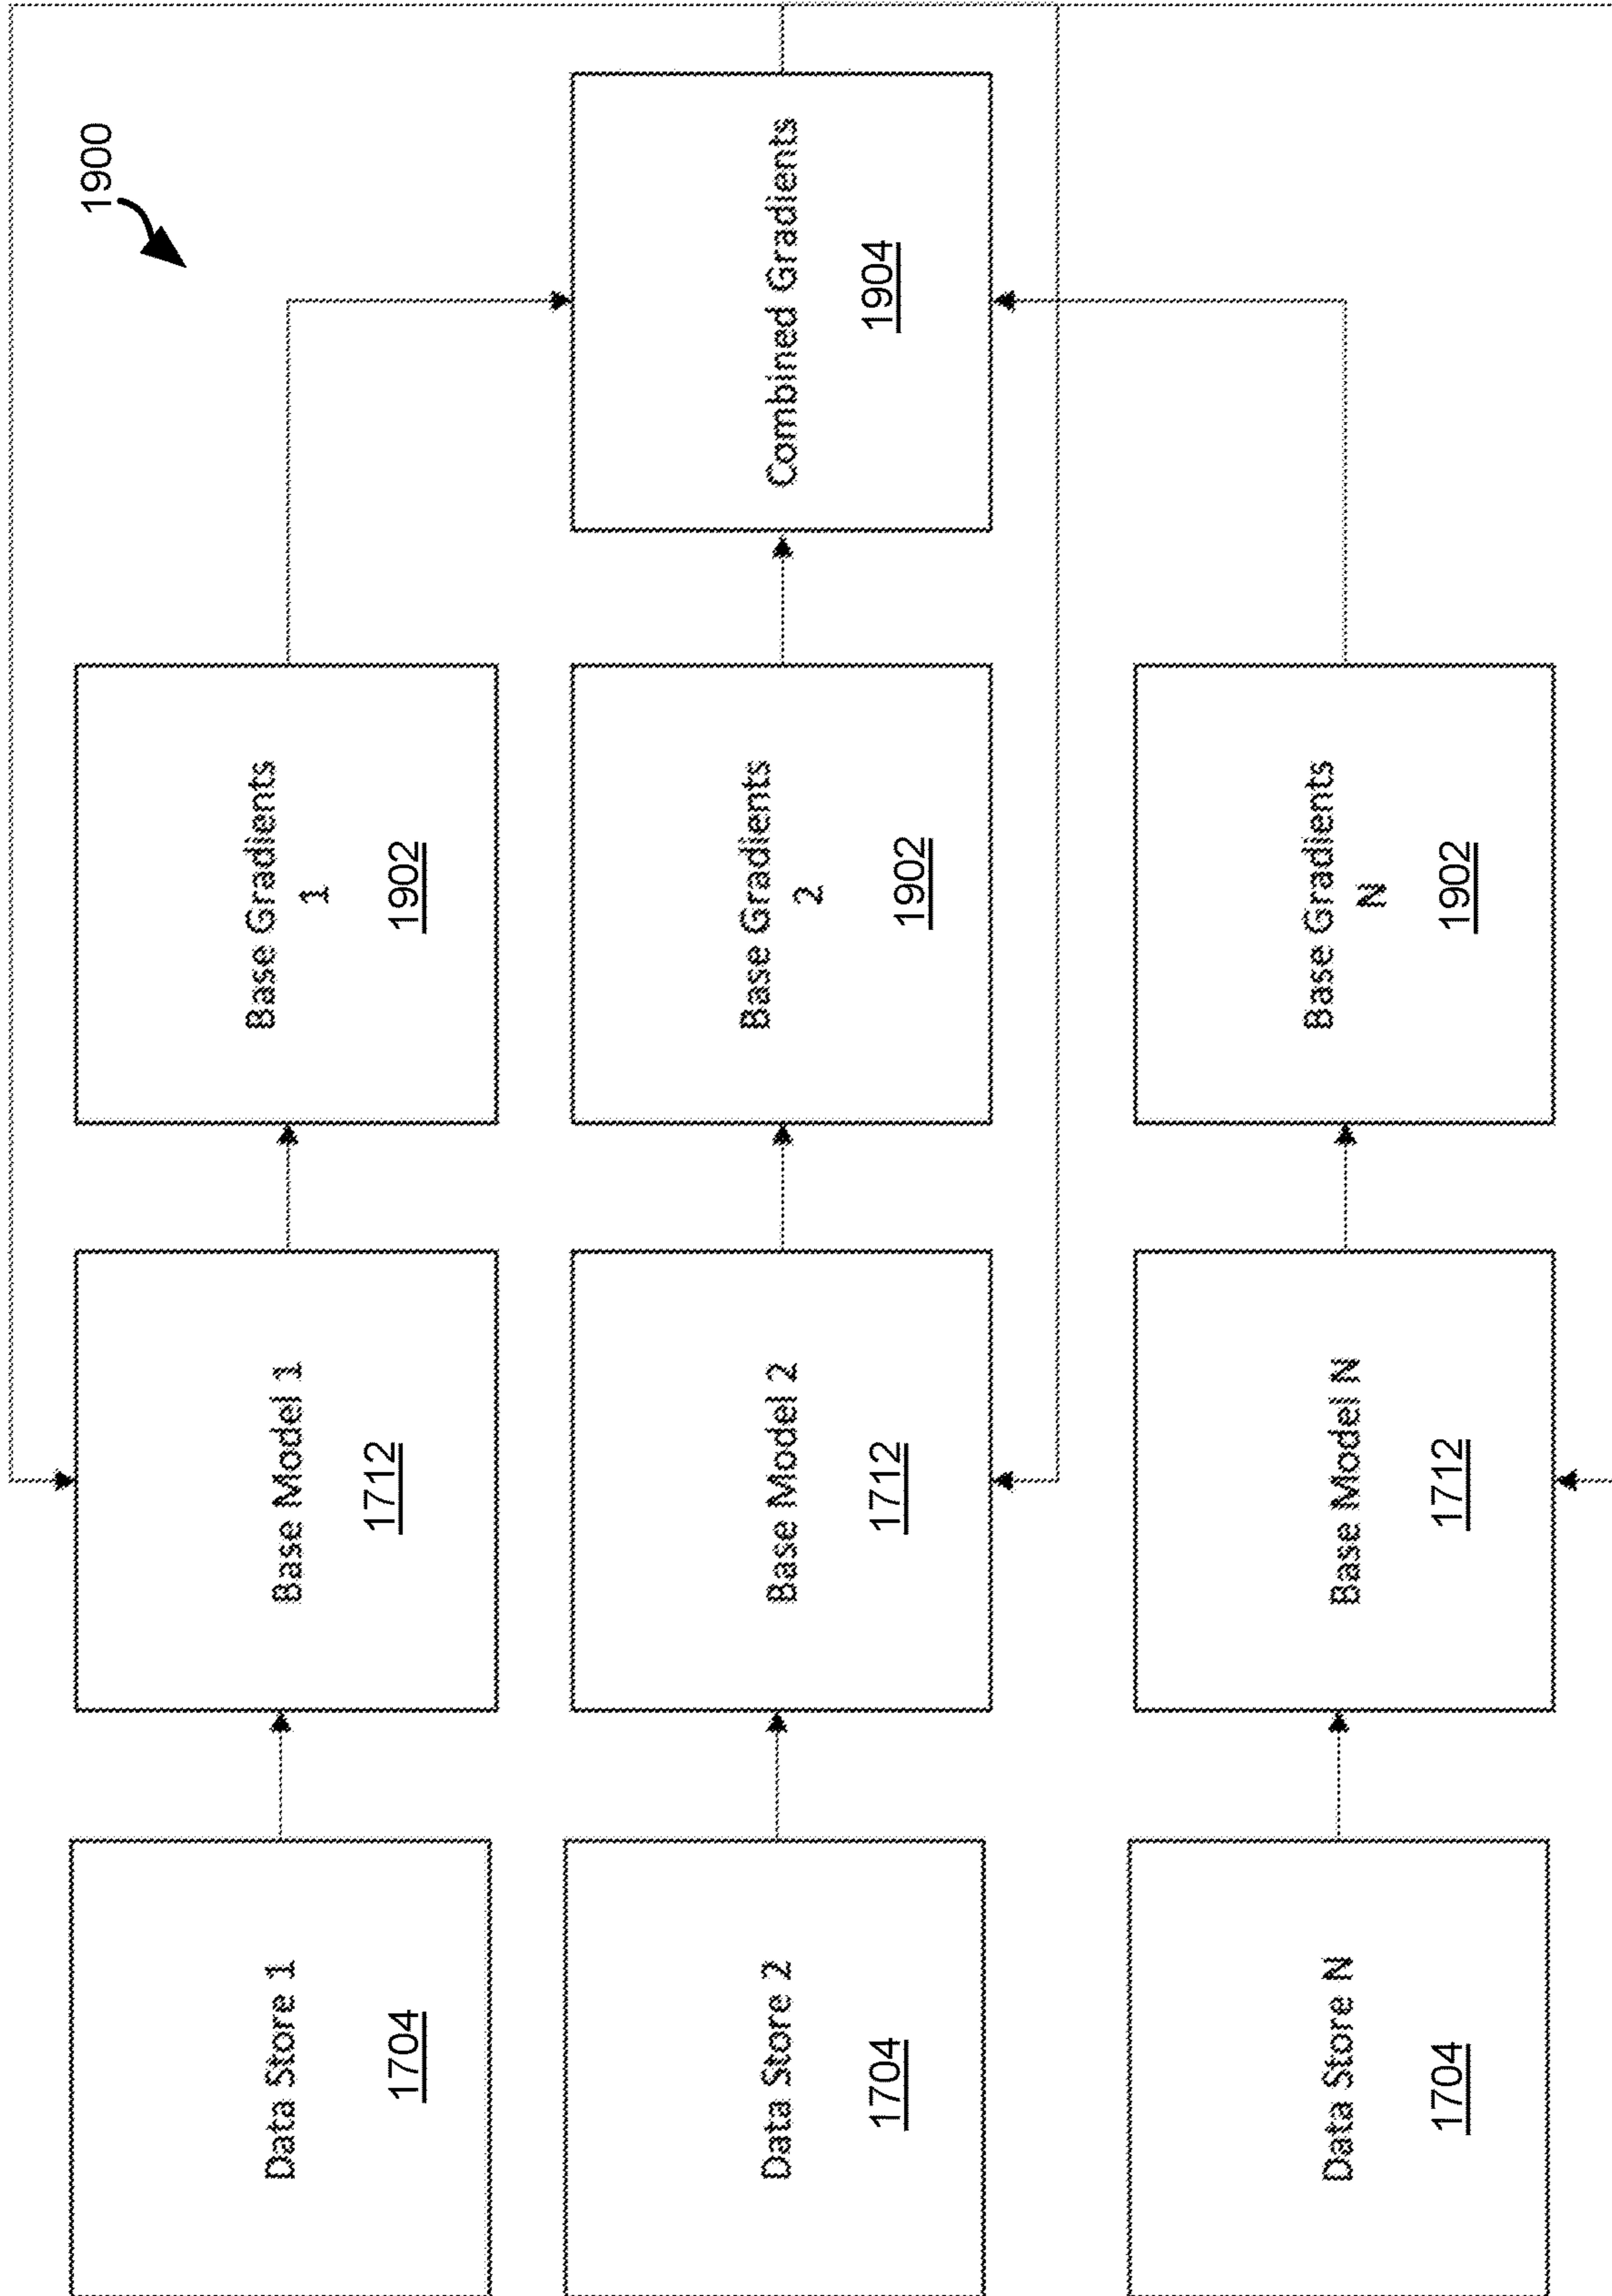 1900
Data Store 1
1704
Base Model 1
1712
Base Gradients
1
1902
Data Store 2
1704
Base Model 2
1712
Base Gradients
2
1902
Combined Gradients
1904
Data Store N
1704
Base Model N
1712
Base Gradients
N
1902